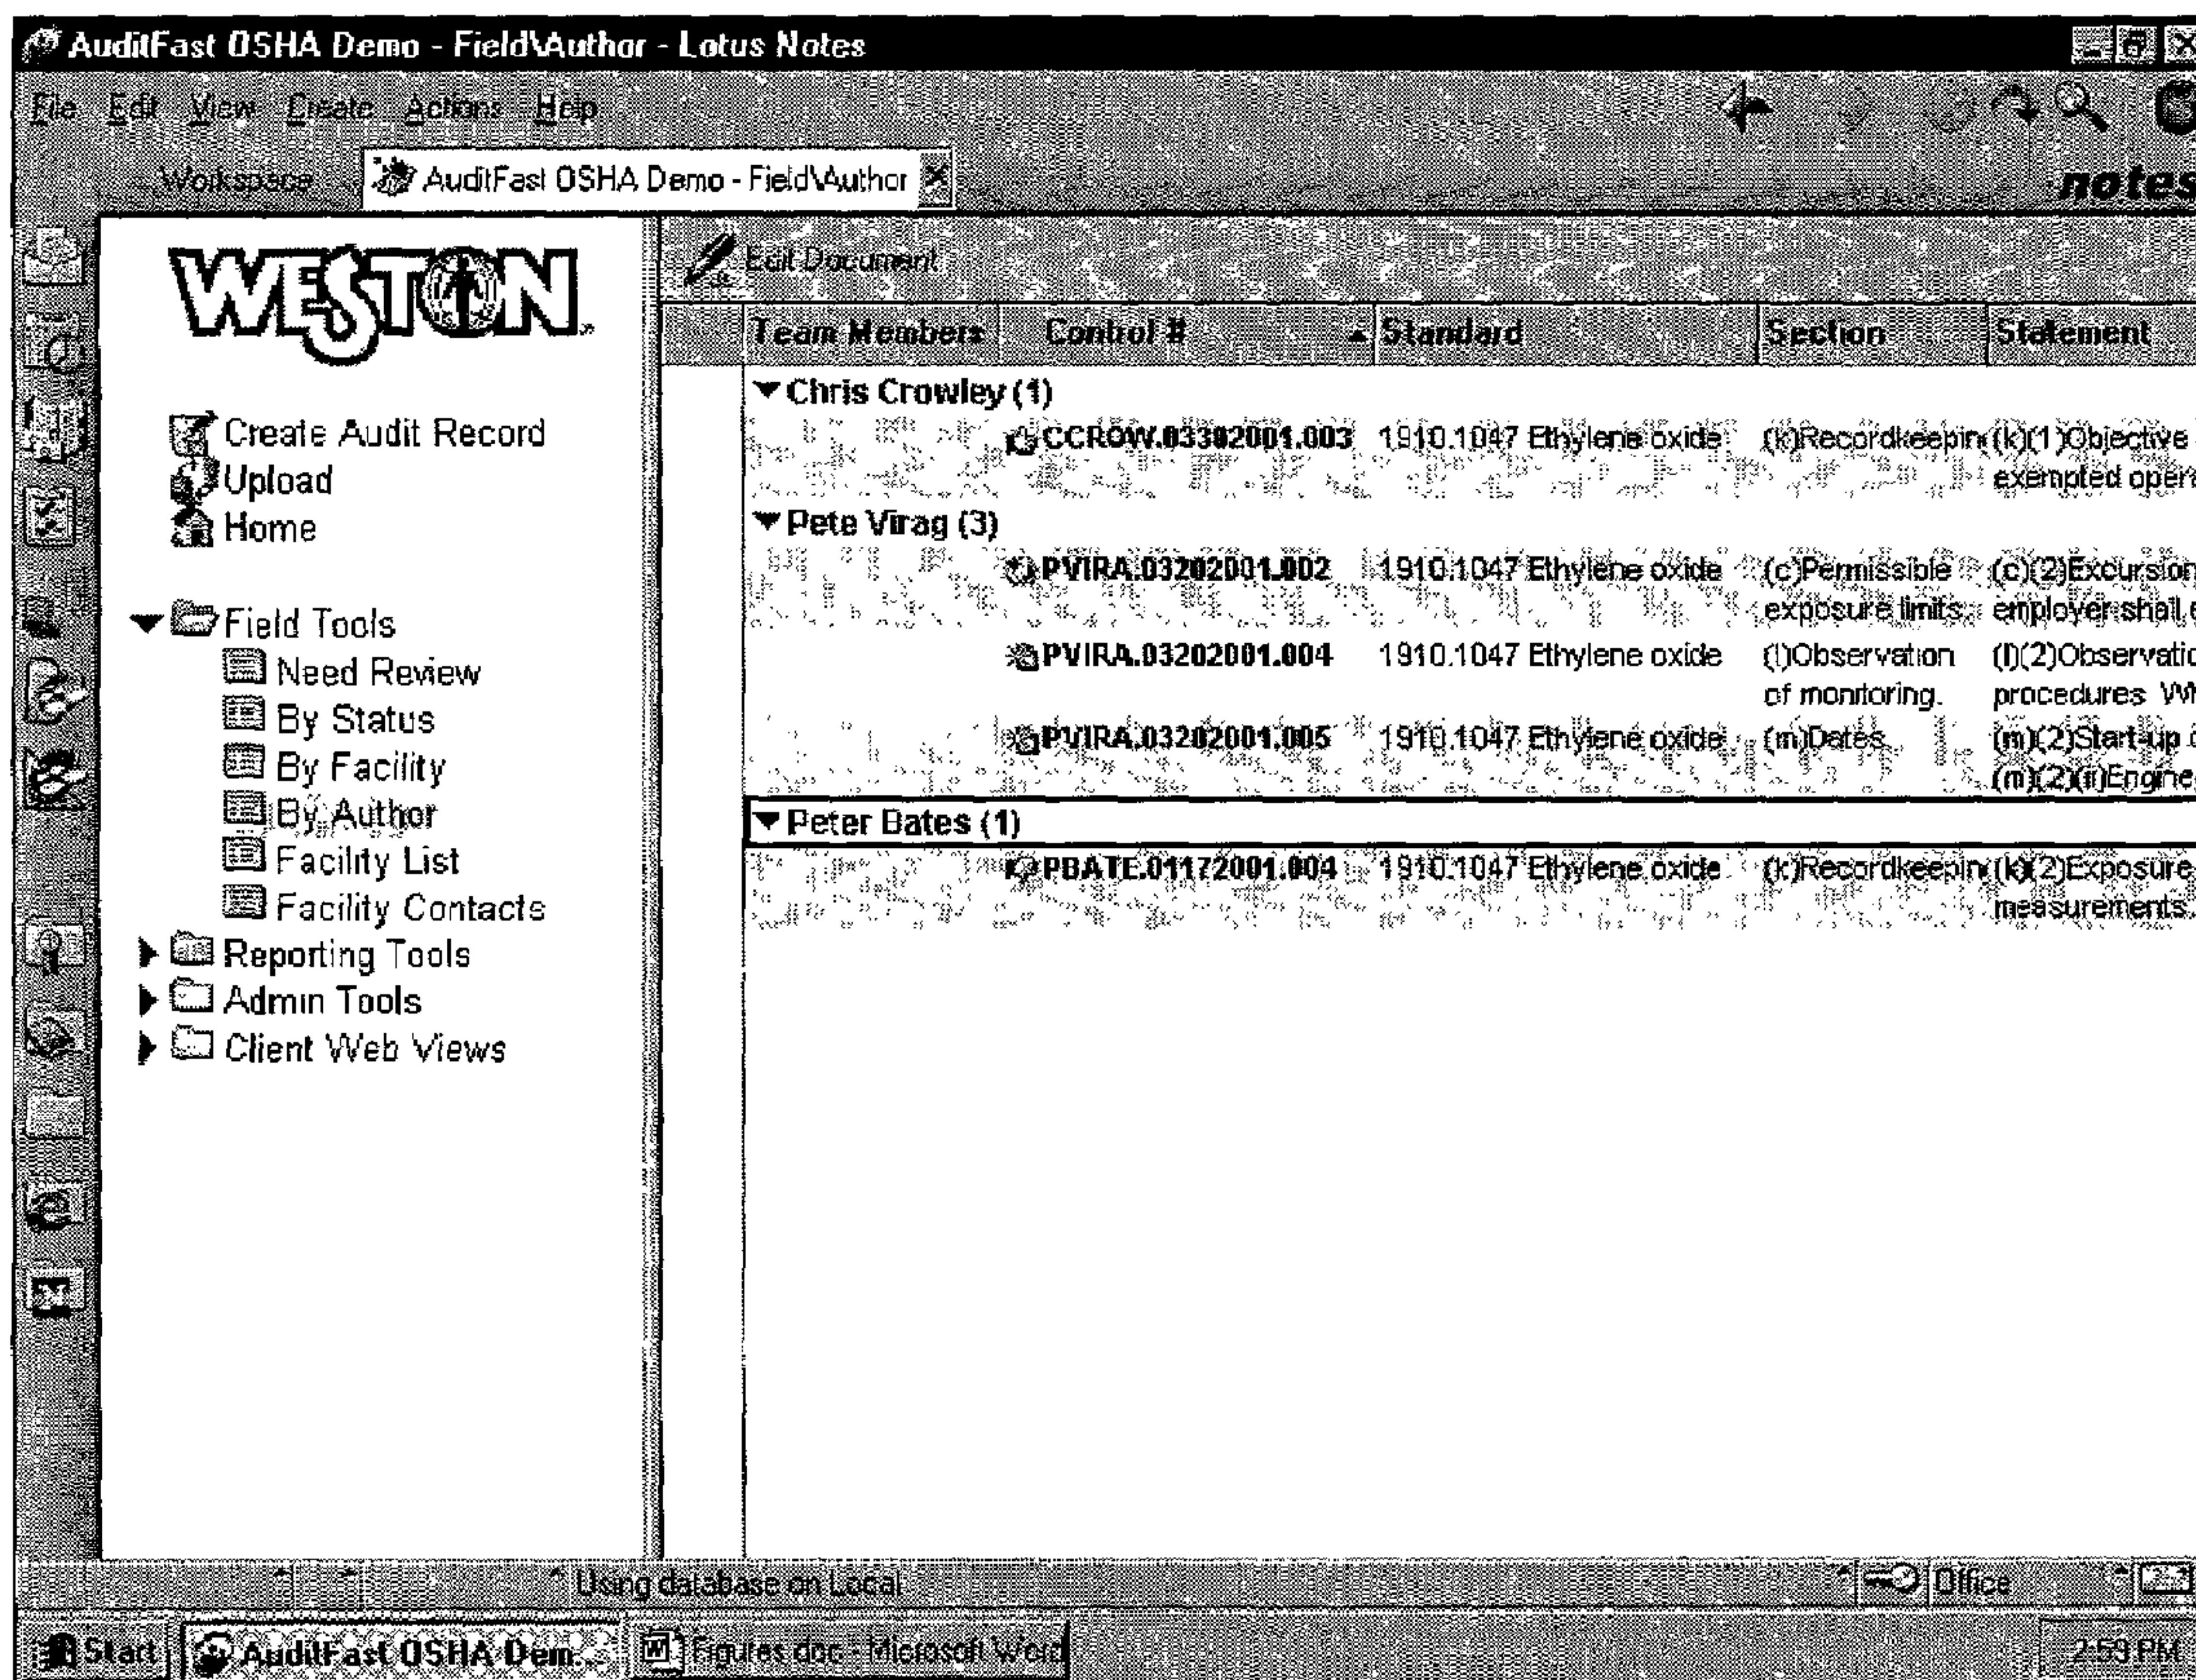 AuditFast OSHA Demo - Field\Author - Lotus Notes
File Edit View Create Actions Help
Workspace AuditFast OSHA Demo - Field\Author
notes
WESTON
Edit Document
Team Members Control # Standard Section Statement
Create Audit Record
Upload
Home
Field Tools
Need Review
By Status
By Facility
By Author
Facility List
Facility Contacts
Reporting Tools
Admin Tools
Client Web Views
Chris Crowley (1)
CCROW.03302001.003 1910.1047 Ethylene oxide (k)Recordkeepin (k)(1)Objective
exempted opera
Pete Virag (3)
PVIRA.03202001.002 1910.1047 Ethylene oxide (c)Permissible (c)(2)Excursion
exposure limits. employer shall e
PVIRA.03202001.004 1910.1047 Ethylene oxide (l)Observation (l)(2)Observatio
of monitoring. procedures Wh
PVIRA.03202001.005 1910.1047 Ethylene oxide (m)Dates. (m)(2)Start-up d
(m)(2)(ii)Enginee
Peter Bates (1)
PBATE.01172001.004 1910.1047 Ethylene oxide (k)Recordkeepin (k)(2)Exposure
measurements.
Using database on Local
Office
Start AuditFast OSHA Dem... Figures doc - Microsoft Word 2:59 PM